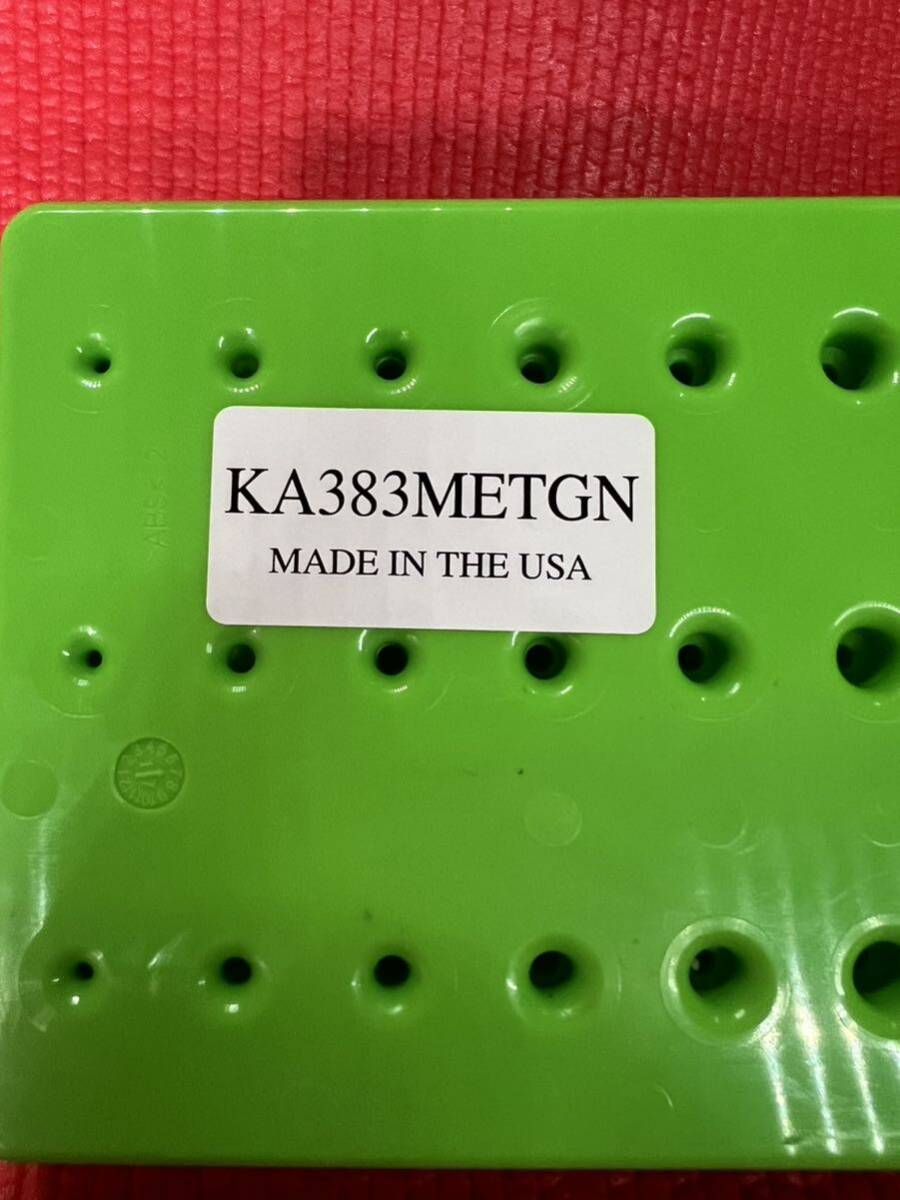 KA383METGN
MADE IN THE USA